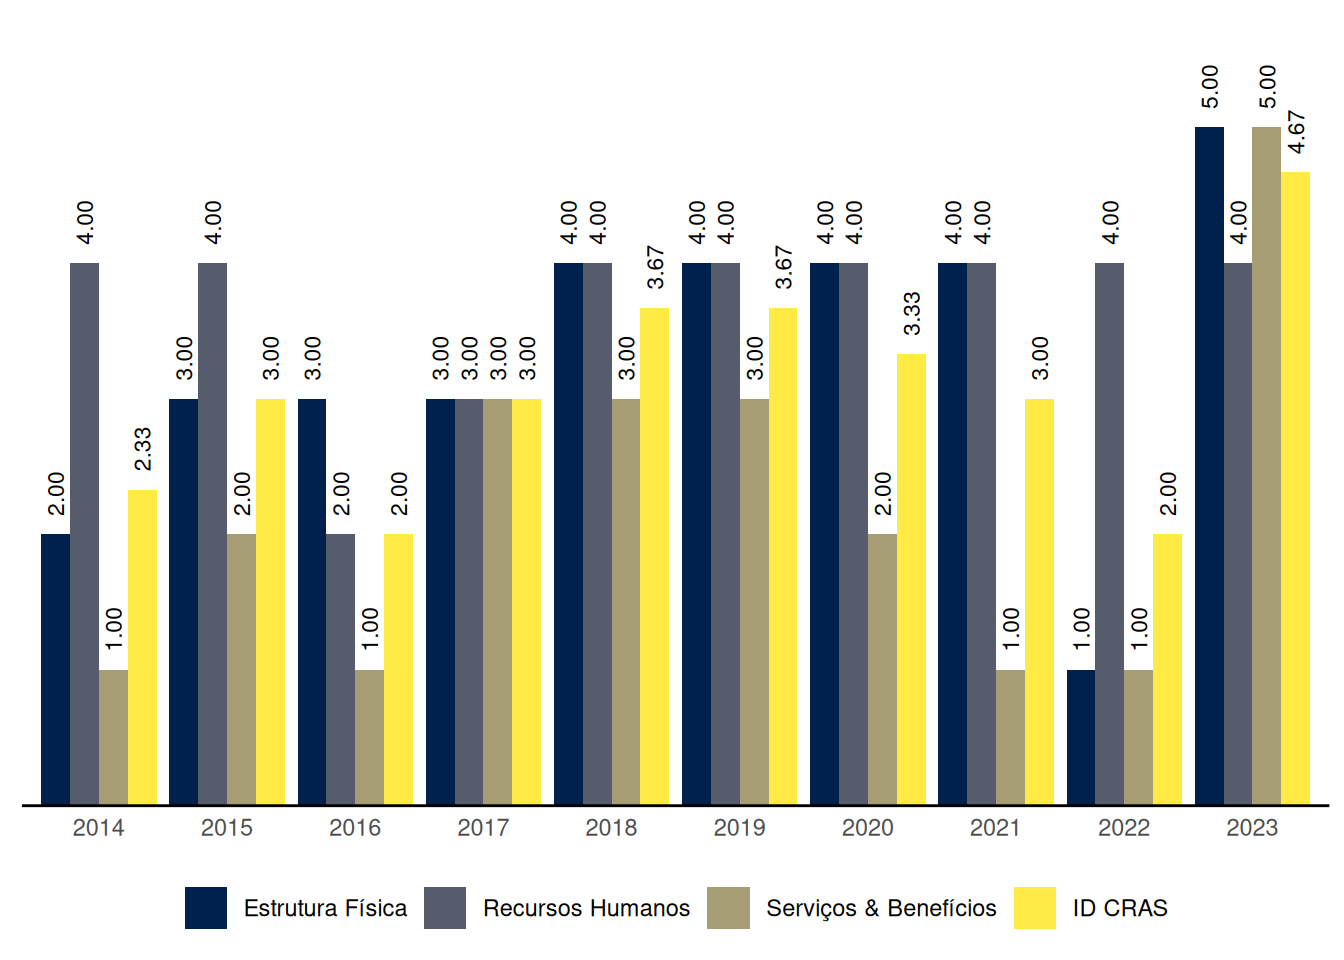 5.00 5.00
4.67
4.00 4.00 4.00 4.00 4.00 4.00 4.00 4.00 4.00 4.00 4.00 4.00
3.67 3.67
3.33
3.00 3.00 3.00 3.00 3.00 3.00 3.00 3.00 3.00 3.00
2.33
2.00 2.00 2.00 2.00 2.00 2.00
1.00 1.00 1.00 1.00 1.00
2014 2015 2016 2017 2018 2019 2020 2021 2022 2023
Estrutura Física Recursos Humanos Serviços & Benefícios ID CRAS